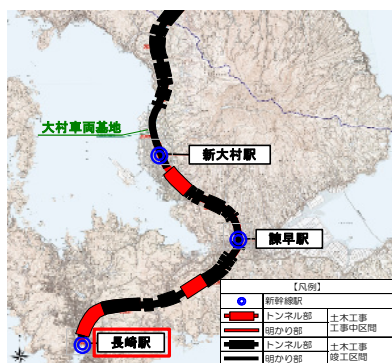 大村車両基地
新大村駅
諫早駅
長崎駅
【凡例】
新幹線駅
トンネル部
明かり部
土木工事
工事中区間
トンネル部
明かり部
土木工事
竣工区間